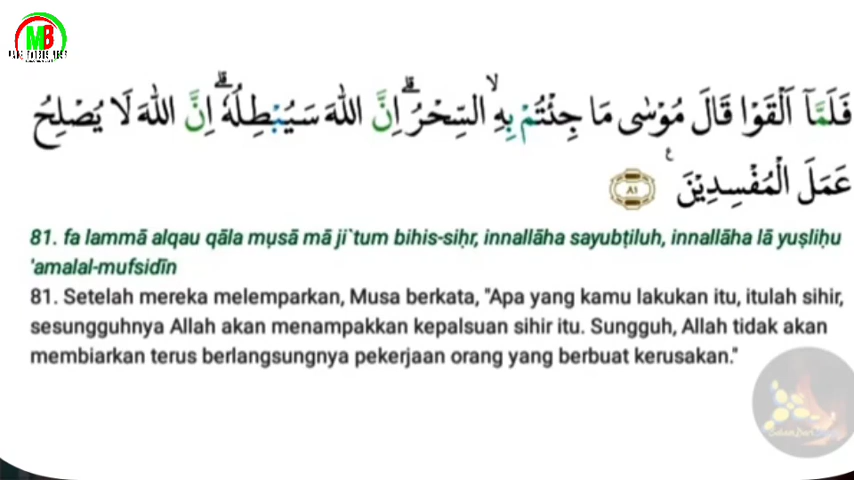 MB
فَلَمَّآ اَلْقَوْا قَالَ مُوْسٰى مَا جِئْتُمْ بِهِ ۙالسِّحْرُ ۗاِنَّ اللّٰهَ سَيُبْطِلُهٗ ۗاِنَّ اللّٰهَ لَا يُصْلِحُ
عَمَلَ الْمُفْسِدِيْنَ ࣖ ٨١
81. fa lammā alqau qāla mụsā mā ji`tum bihis-siḥr, innallāha sayubṭiluh, innallāha lā yuṣliḥu
'amalal-mufsidīn
81. Setelah mereka melemparkan, Musa berkata, "Apa yang kamu lakukan itu, itulah sihir,
sesungguhnya Allah akan menampakkan kepalsuan sihir itu. Sungguh, Allah tidak akan
membiarkan terus berlangsungnya pekerjaan orang yang berbuat kerusakan."